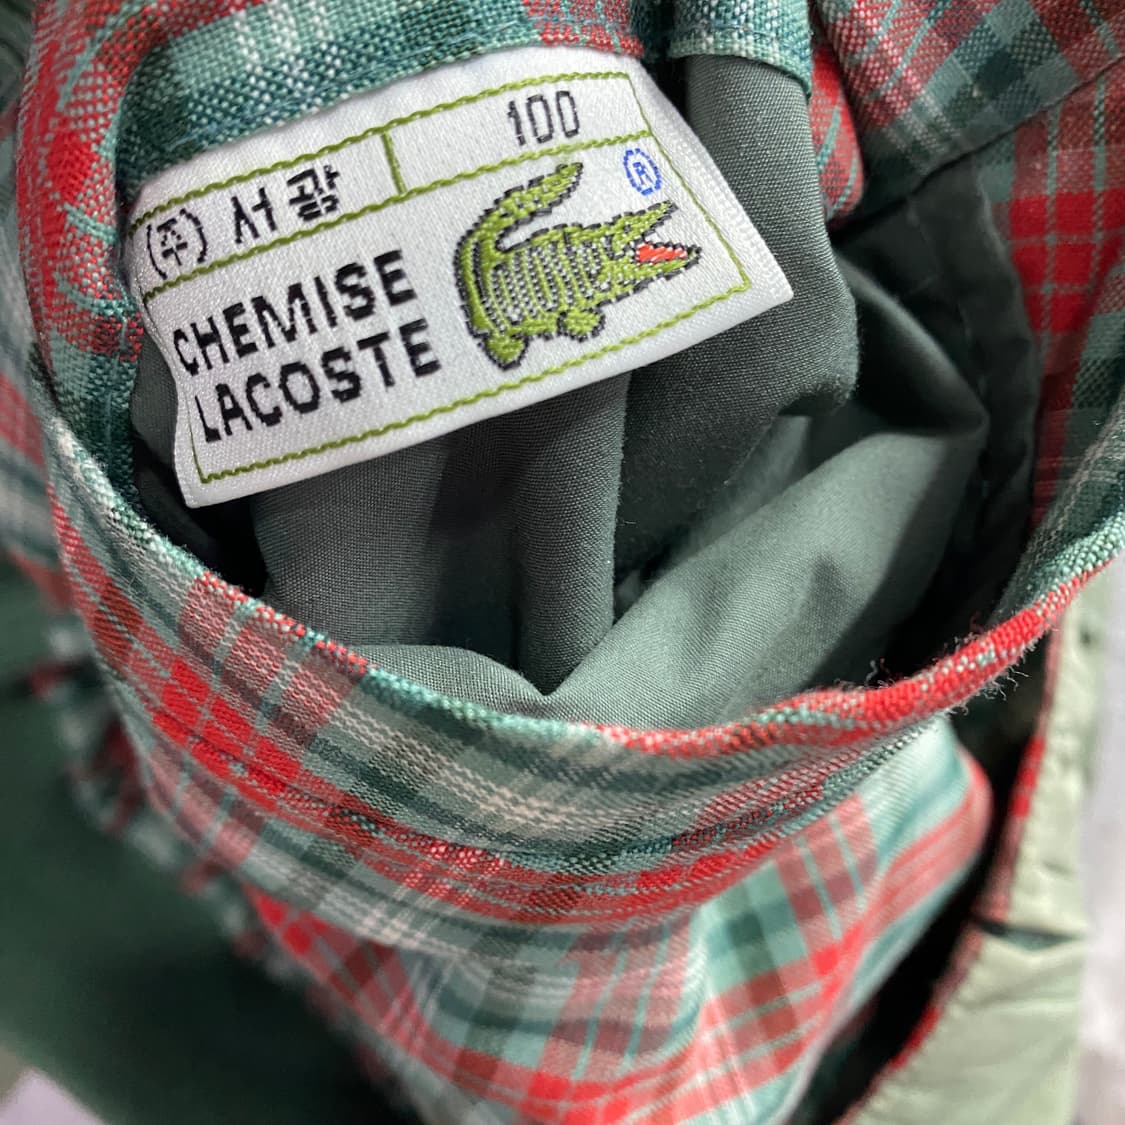 (주) 서광 100
®
CHEMISE
LACOSTE